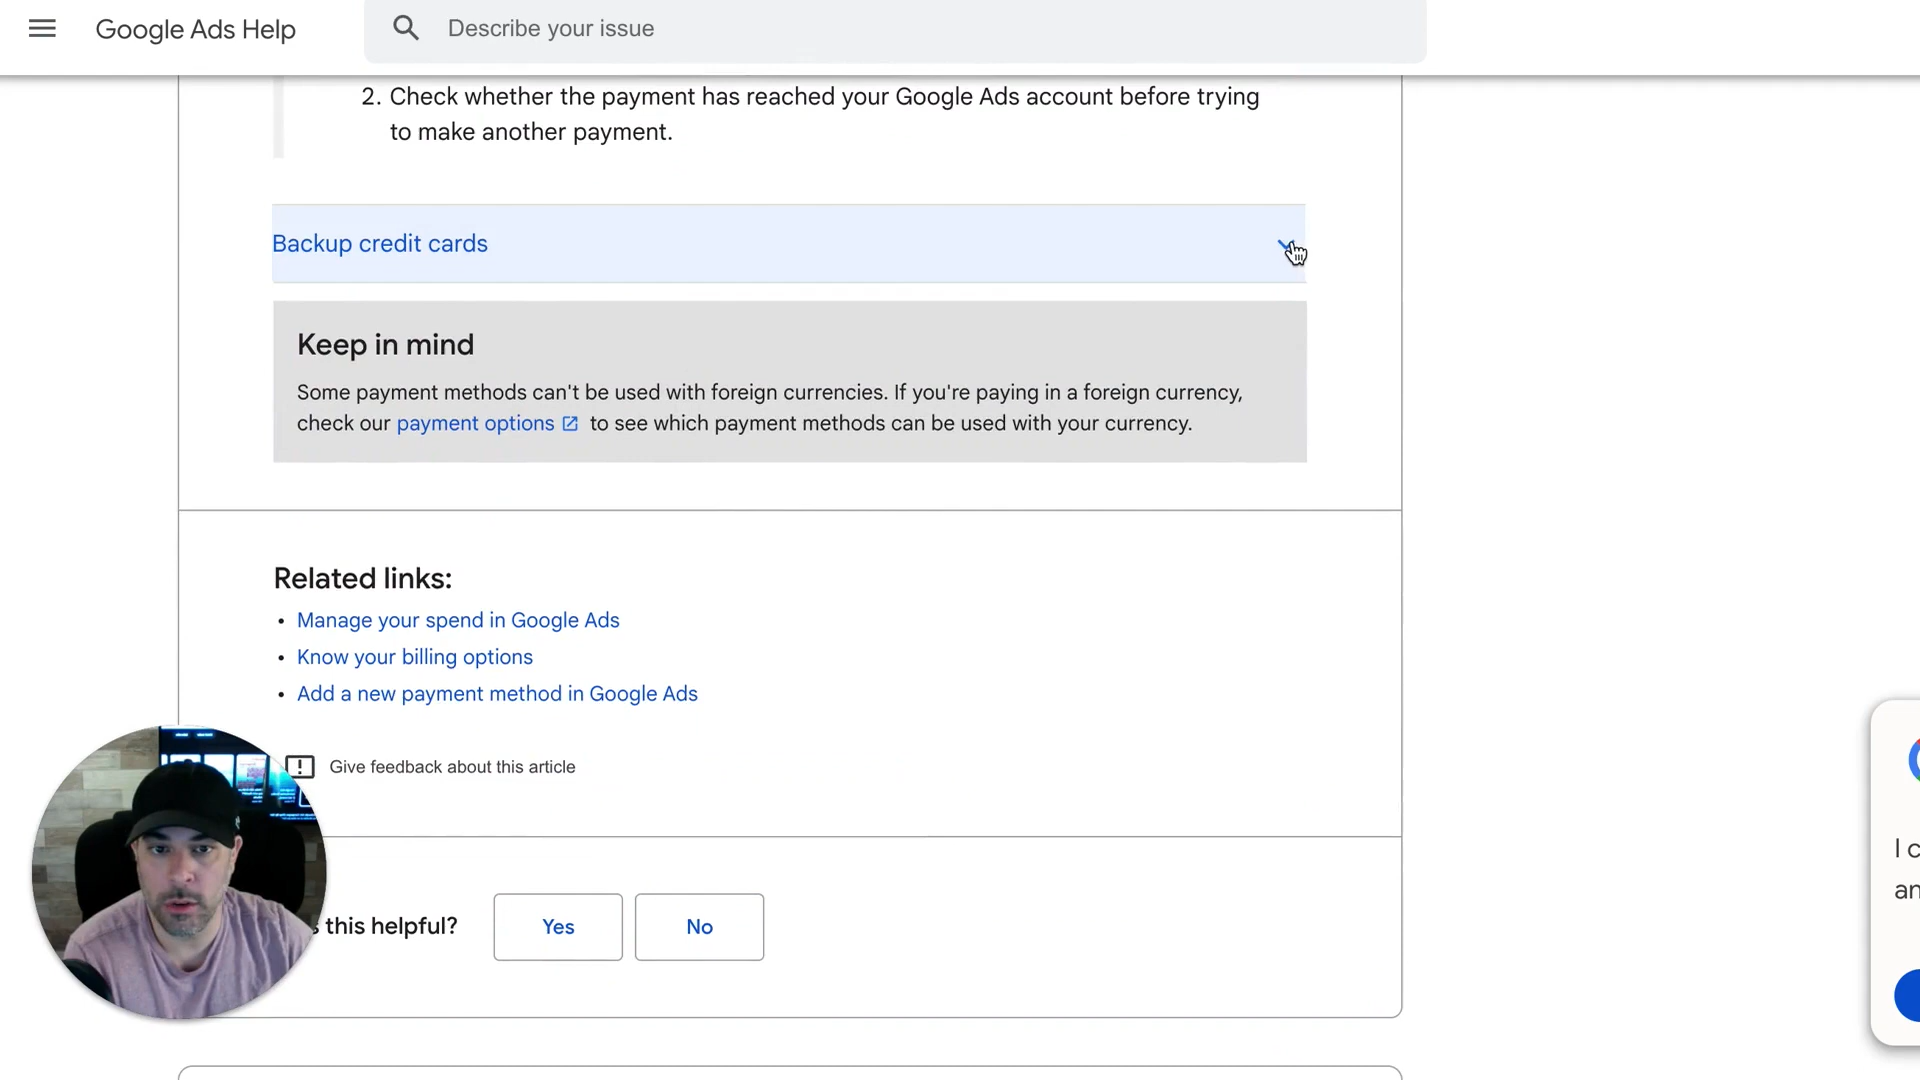 Google Ads Help
Describe your issue
2. Check whether the payment has reached your Google Ads account before trying
to make another payment.
Backup credit cards
Keep in mind
Some payment methods can't be used with foreign currencies. If you're paying in a foreign currency,
check our payment options to see which payment methods can be used with your currency.
Related links:
• Manage your spend in Google Ads
• Know your billing options
• Add a new payment method in Google Ads
Give feedback about this article
this helpful?
Yes
No
I c
an